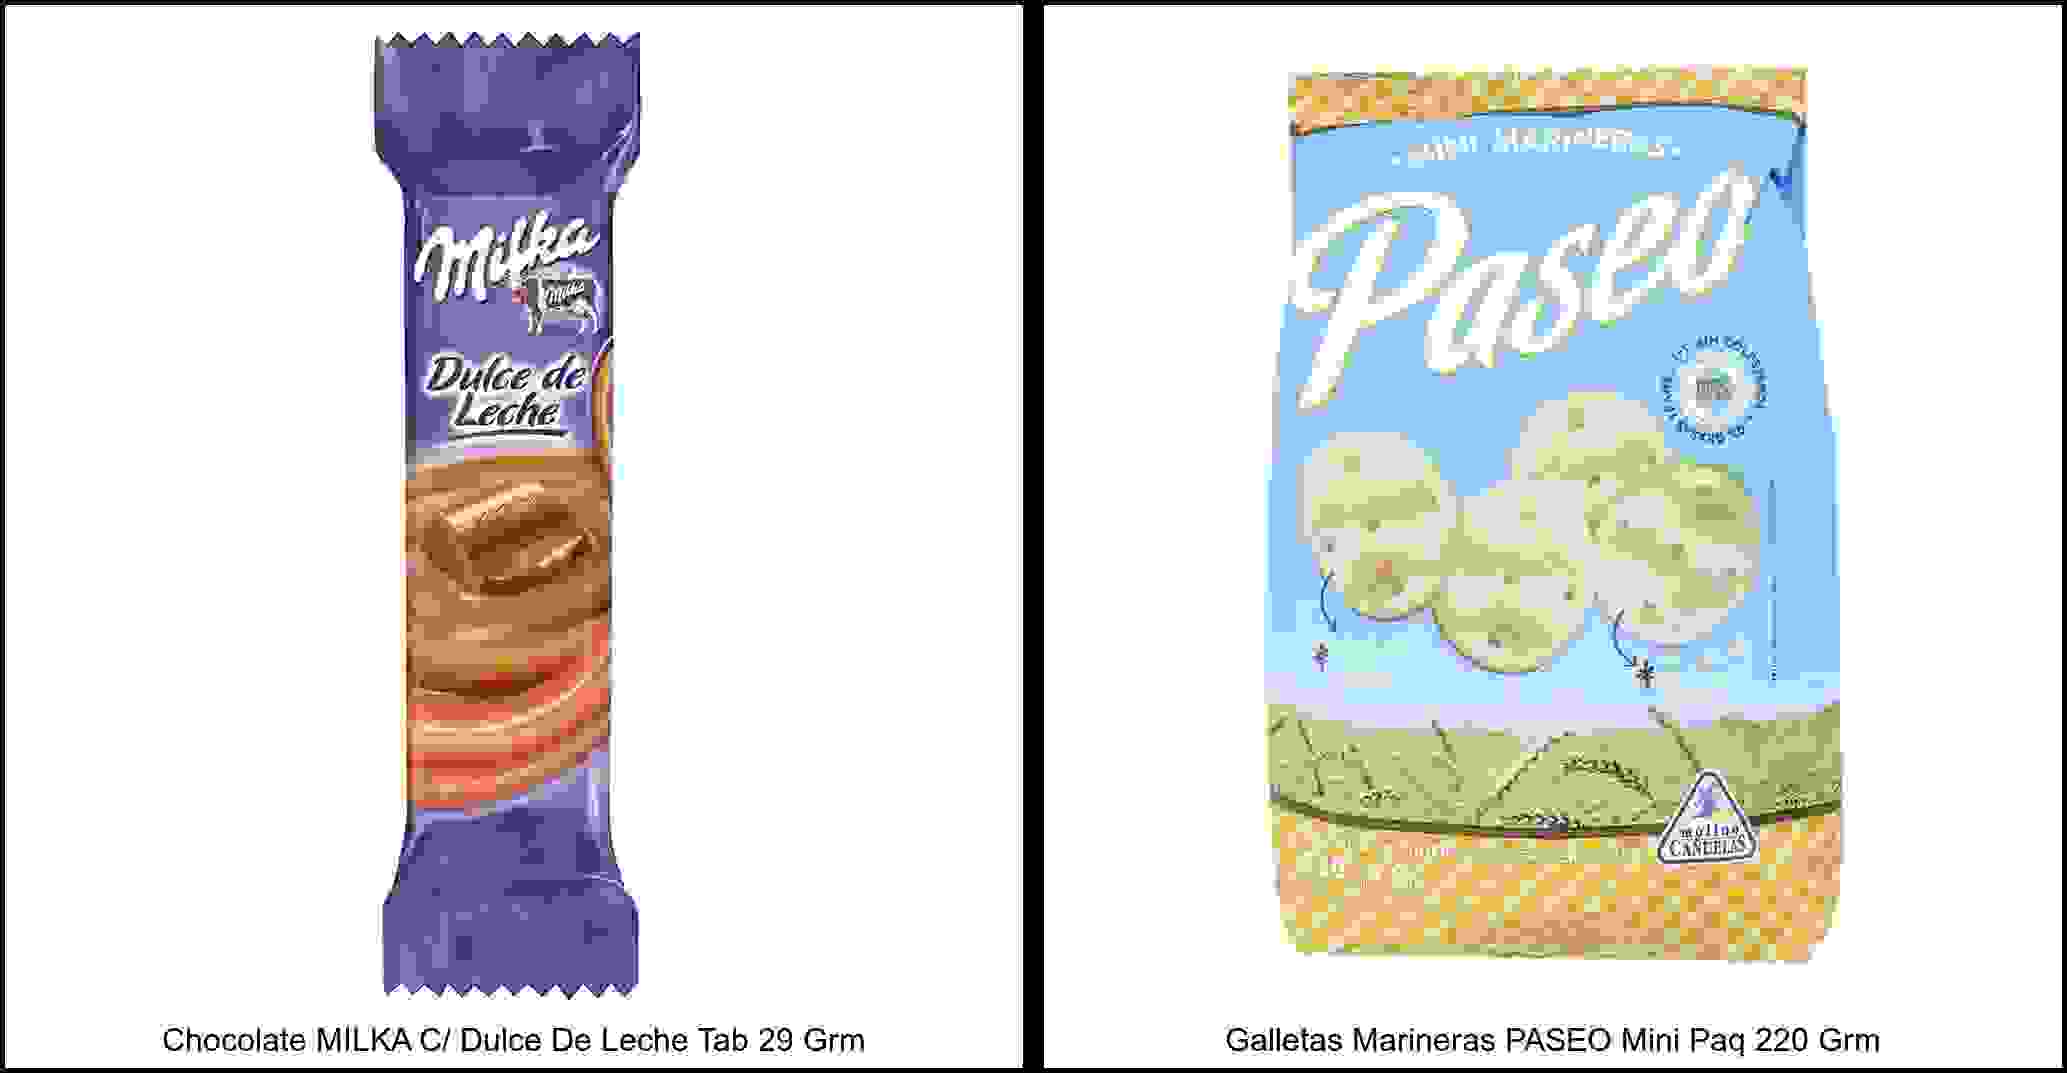 Milka
Milka
Dulce de
Leche
Chocolate MILKA C/ Dulce De Leche Tab 29 Grm
· MINI MARINERAS ·
Paseo
molino
CAÑUELAS
Galletas Marineras PASEO Mini Paq 220 Grm